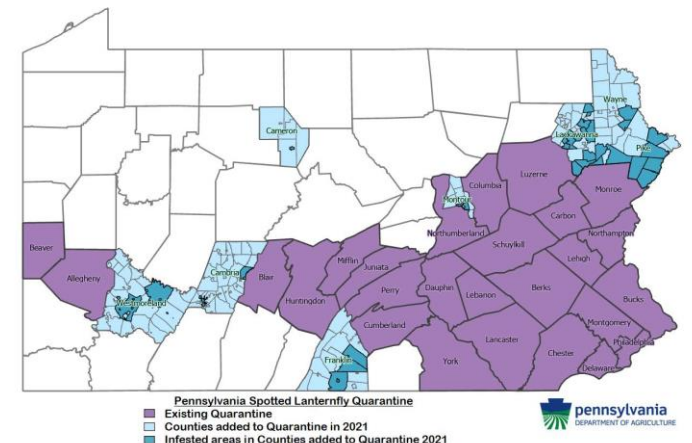 Wayne
Cameron
Lackawanna
Pike
Luzerne
Columbia
Monroe
Montour
Carbon
Northumberland
Northampton
Beaver
Schuylkill
Mifflin
Juniata
Lehigh
Cambria
Blair
Allegheny
Perry
Dauphin
Berks
Lebanon
Huntingdon
Bucks
Westmoreland
Cumberland
Montgomery
Lancaster
Philadelphia
Chester
York
Franklin
Delaware
Pennsylvania Spotted Lanternfly Quarantine
Existing Quarantine
Counties added to Quarantine in 2021
Infested areas in Counties added to Quarantine 2021
pennsylvania
DEPARTMENT OF AGRICULTURE